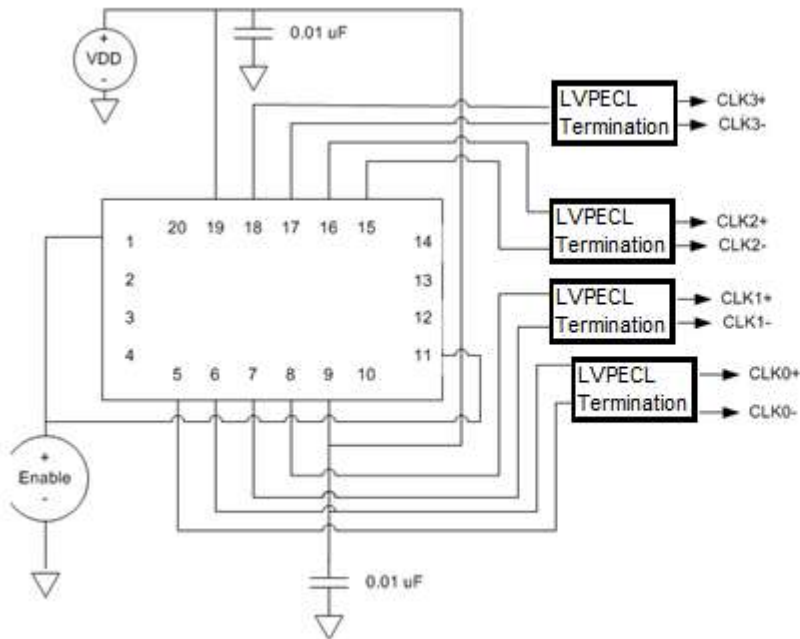 +
VDD
-
0.01 uF
LVPECL
Termination
CLK3+
CLK3-
20 19 18 17 16 15
1
2
3
4
14
13
12
11
5 6 7 8 9 10
LVPECL
Termination
CLK2+
CLK2-
LVPECL
Termination
CLK1+
CLK1-
LVPECL
Termination
CLK0+
CLK0-
+
Enable
-
0.01 uF